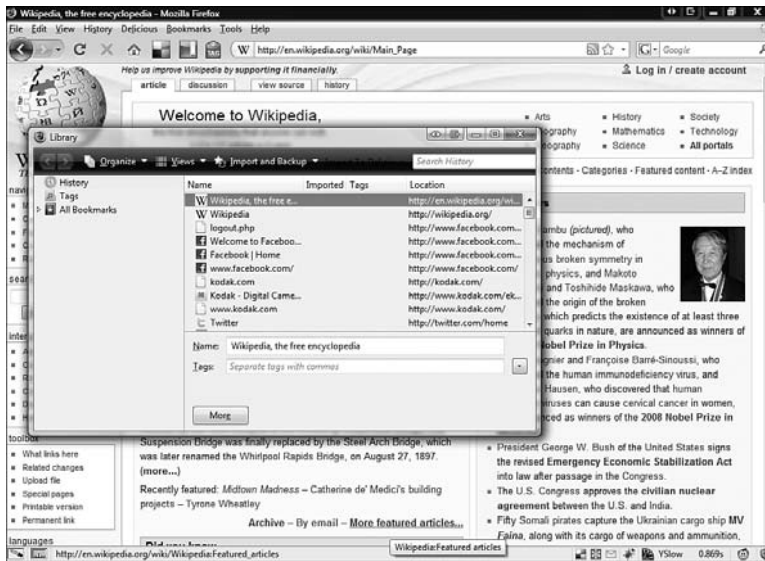 Wikipedia, the free encyclopedia - Mozilla Firefox
File Edit View History Delicious Bookmarks Tools Help
http://en.wikipedia.org/wiki/Main_Page
Google
Help us improve Wikipedia by supporting it financially.
Log in / create account
article discussion view source history
Welcome to Wikipedia,
Arts History Society
ography Mathematics Technology
eography Science All portals
ontents · Categories · Featured content · A–Z index
Library
Organize Views Import and Backup Search History
History
Tags
All Bookmarks
Name Imported Tags Location
Wikipedia, the free e... http://en.wikipedia.org/wi...
Wikipedia http://wikipedia.org/
logout.php http://www.facebook.com...
Welcome to Faceboo... http://www.facebook.com...
Facebook | Home http://www.facebook.com...
www.facebook.com/ http://www.facebook.com/
kodak.com http://kodak.com/
Kodak - Digital Came... http://www.kodak.com/ek...
www.kodak.com http://www.kodak.com/
Twitter http://twitter.com/home
Name: Wikipedia, the free encyclopedia
Tags: Separate tags with commas
More
navi
sear
inter
toolbox
What links here
Related changes
Upload file
Special pages
Printable version
Permanent link
languages
Suspension Bridge was finally replaced by the Steel Arch Bridge, which
was later renamed the Whirlpool Rapids Bridge, on August 27, 1897.
(more...)
Recently featured: Midtown Madness – Catherine de' Medici's building
projects – Tyrone Wheatley
Archive – By email – More featured articles...
ambu (pictured), who
the mechanism of
us broken symmetry in
physics, and Makoto
and Toshihide Maskawa, who
the origin of the broken
which predicts the existence of at least three
quarks in nature, are announced as winners of
Nobel Prize in Physics.
gnier and Françoise Barré-Sinoussi, who
the human immunodeficiency virus, and
Hausen, who discovered that human
viruses can cause cervical cancer in women,
nced as winners of the 2008 Nobel Prize in
President George W. Bush of the United States signs
the revised Emergency Economic Stabilization Act
into law after passage in the Congress.
The U.S. Congress approves the civilian nuclear
agreement between the U.S. and India.
Fifty Somali pirates capture the Ukrainian cargo ship MV
Faina, along with its cargo of weapons and ammunition,
Wikipedia:Featured articles
http://en.wikipedia.org/wiki/Wikipedia:Featured_articles
YSlow 0.869s